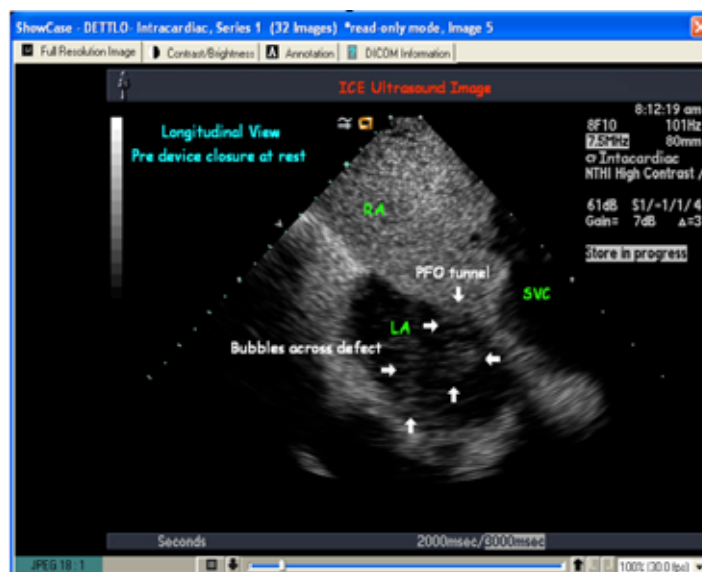 ShowCase - DETTLO- Intracardiac, Series 1 (32 Images) *read-only mode, Image 5
Full Resolution Image
Contrast/Brightness
Annotation
DICOM Information
ICE Ultrasound Image
8:12:19 am
Longitudinal View
Pre device closure at rest
8F10 101Hz
7.5MHz 80mm
Intacardiac
NTHI High Contrast /
61dB S1/-1/1/4
Gain= 7dB Δ=3
Store in progress
RA
PFO tunnel
SVC
LA
Bubbles across defect
Seconds
2000msec/3000msec
JPEG 18:1
100% (30.0 fps)